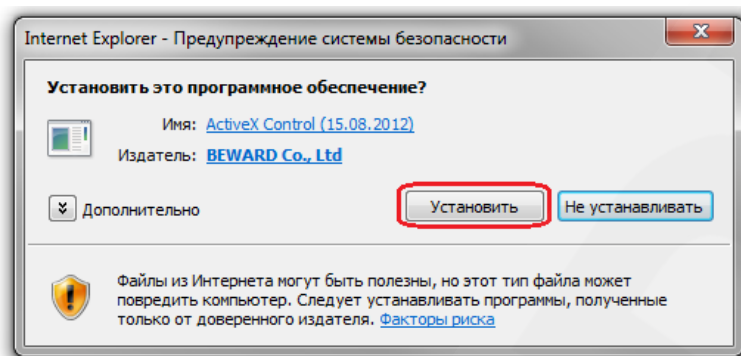 Internet Explorer - Предупреждение системы безопасности
Установить это программное обеспечение?
Имя: ActiveX Control (15.08.2012)
Издатель: BEWARD Co., Ltd
Дополнительно
Установить
Не устанавливать
Файлы из Интернета могут быть полезны, но этот тип файла может
повредить компьютер. Следует устанавливать программы, полученные
только от доверенного издателя. Факторы риска